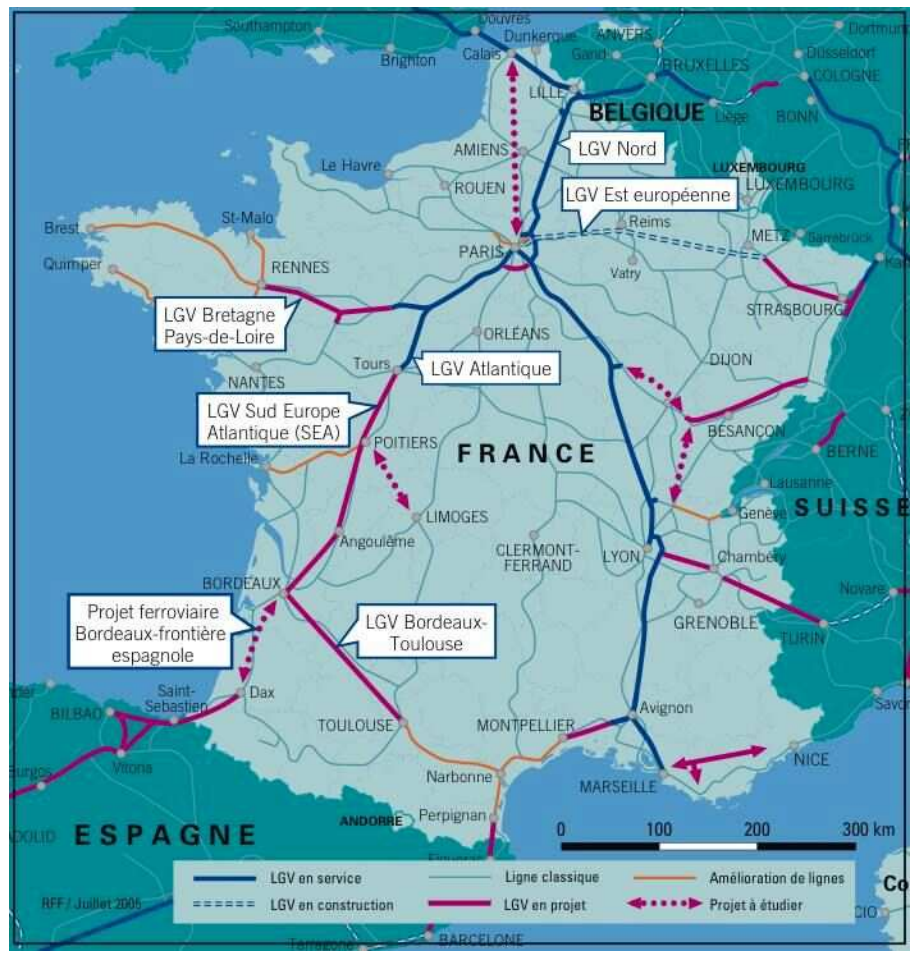 Southampton
Brighton
Douvres
Calais
Dunkerque
ANVERS
Gand
BRUXELLES
Dortmund
Düsseldorf
COLOGNE
BONN
Liège
LILLE
BELGIQUE
LGV Nord
AMIENS
Le Havre
ROUEN
LUXEMBOURG
LUXEMBOURG
LGV Est européenne
Reims
METZ
Sarrebrück
Brest
St-Malo
PARIS
Quimper
RENNES
Vatry
STRASBOURG
LGV Bretagne
Pays-de-Loire
ORLÉANS
Tours
LGV Atlantique
DIJON
NANTES
LGV Sud Europe
Atlantique (SEA)
POITIERS
BESANÇON
BERNE
La Rochelle
FRANCE
Lausanne
SUISSE
LIMOGES
Genève
Angoulême
CLERMONT-
FERRAND
LYON
Chambéry
BORDEAUX
Novare
Projet ferroviaire
Bordeaux-frontière
espagnole
LGV Bordeaux-
Toulouse
GRENOBLE
TURIN
Saint-
Sebastien
Dax
BILBAO
TOULOUSE
MONTPELLIER
Avignon
Vitoria
Burgos
Narbonne
MARSEILLE
NICE
ESPAGNE
ANDORRE
Perpignan
0 100 200 300 km
Figueras
LGV en service
Ligne classique
Amélioration de lignes
RFF / Juillet 2005
LGV en construction
LGV en projet
Projet à étudier
Tarragone
BARCELONE